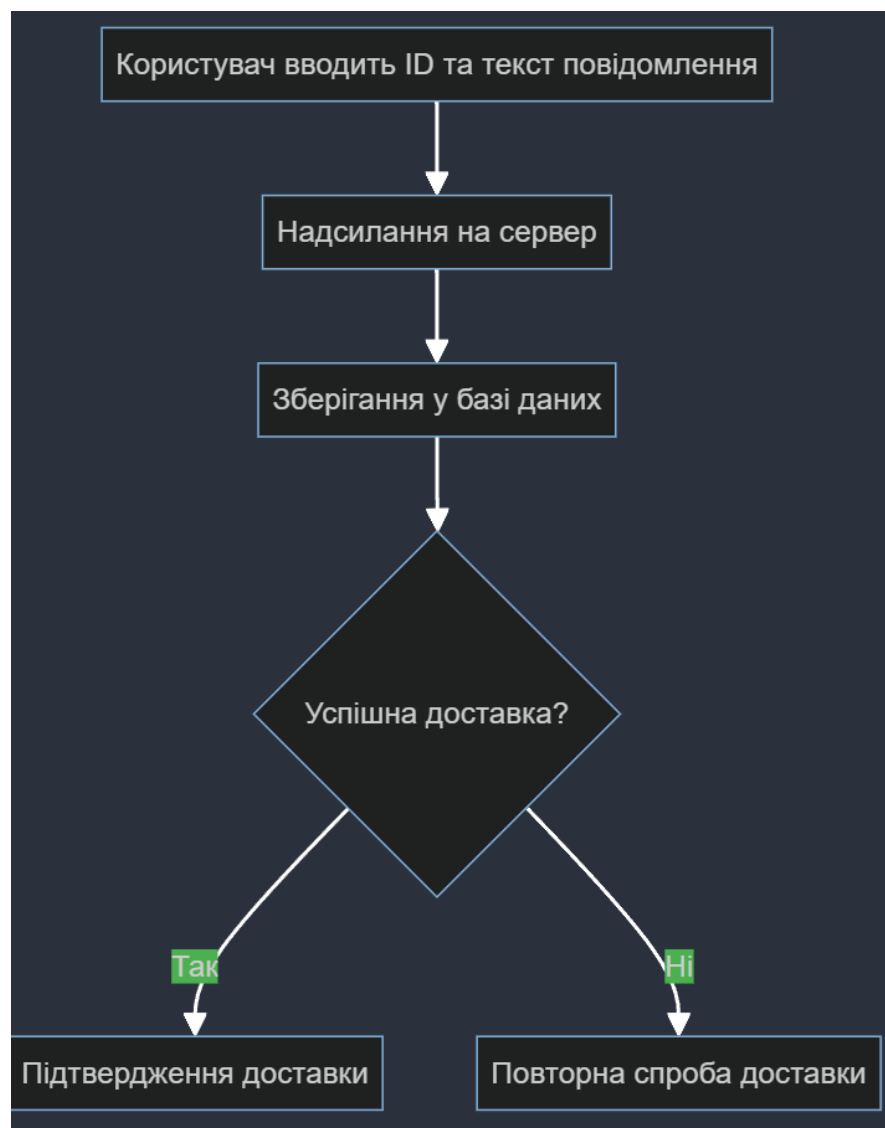 Користувач вводить ID та текст повідомлення
Надсилання на сервер
Зберігання у базі даних
Успішна доставка?
Так
Ні
Підтвердження доставки
Повторна спроба доставки